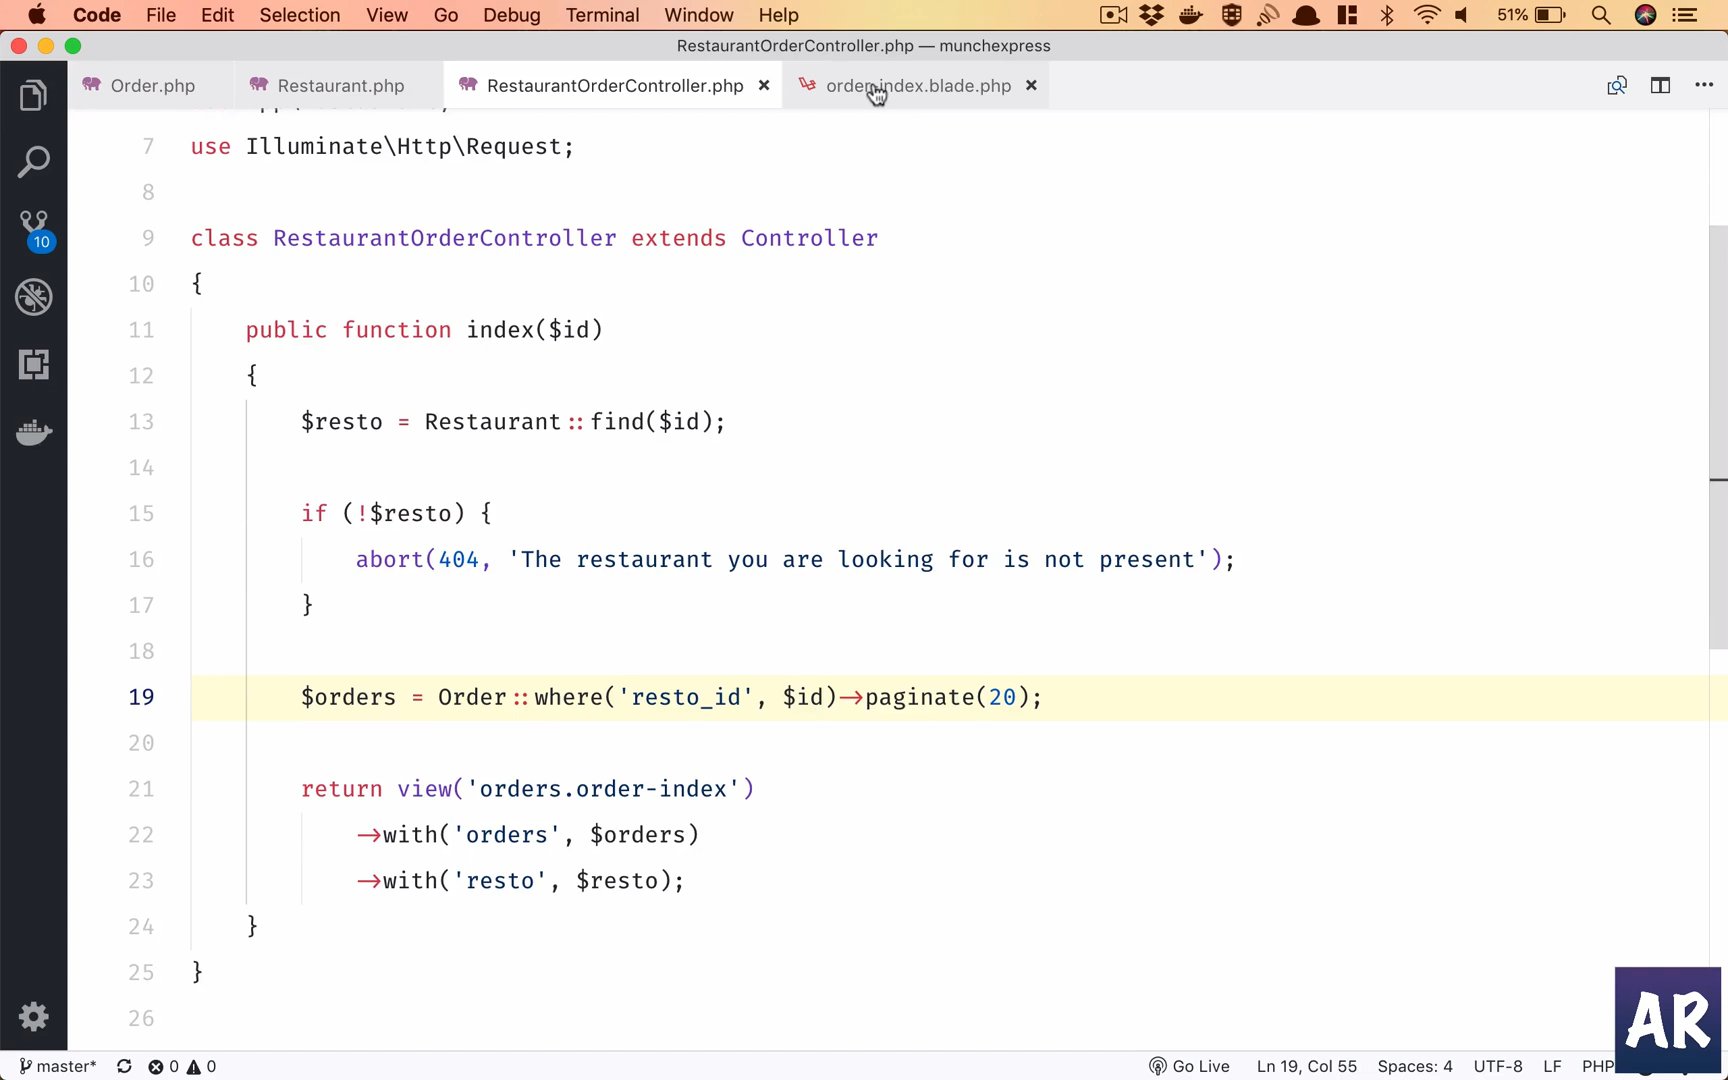 Code File Edit Selection View Go Debug Terminal Window Help 51%
RestaurantOrderController.php — munchexpress
Order.php Restaurant.php RestaurantOrderController.php order-index.blade.php
7 use Illuminate\Http\Request;
8
9 class RestaurantOrderController extends Controller
10 {
11 public function index($id)
12 {
13 $resto = Restaurant::find($id);
14
15 if (!$resto) {
16 abort(404, 'The restaurant you are looking for is not present');
17 }
18
19 $orders = Order::where('resto_id', $id)->paginate(20);
20
21 return view('orders.order-index')
22 ->with('orders', $orders)
23 ->with('resto', $resto);
24 }
25 }
26
10
master* 0 0 Go Live Ln 19, Col 55 Spaces: 4 UTF-8 LF PHP
AR